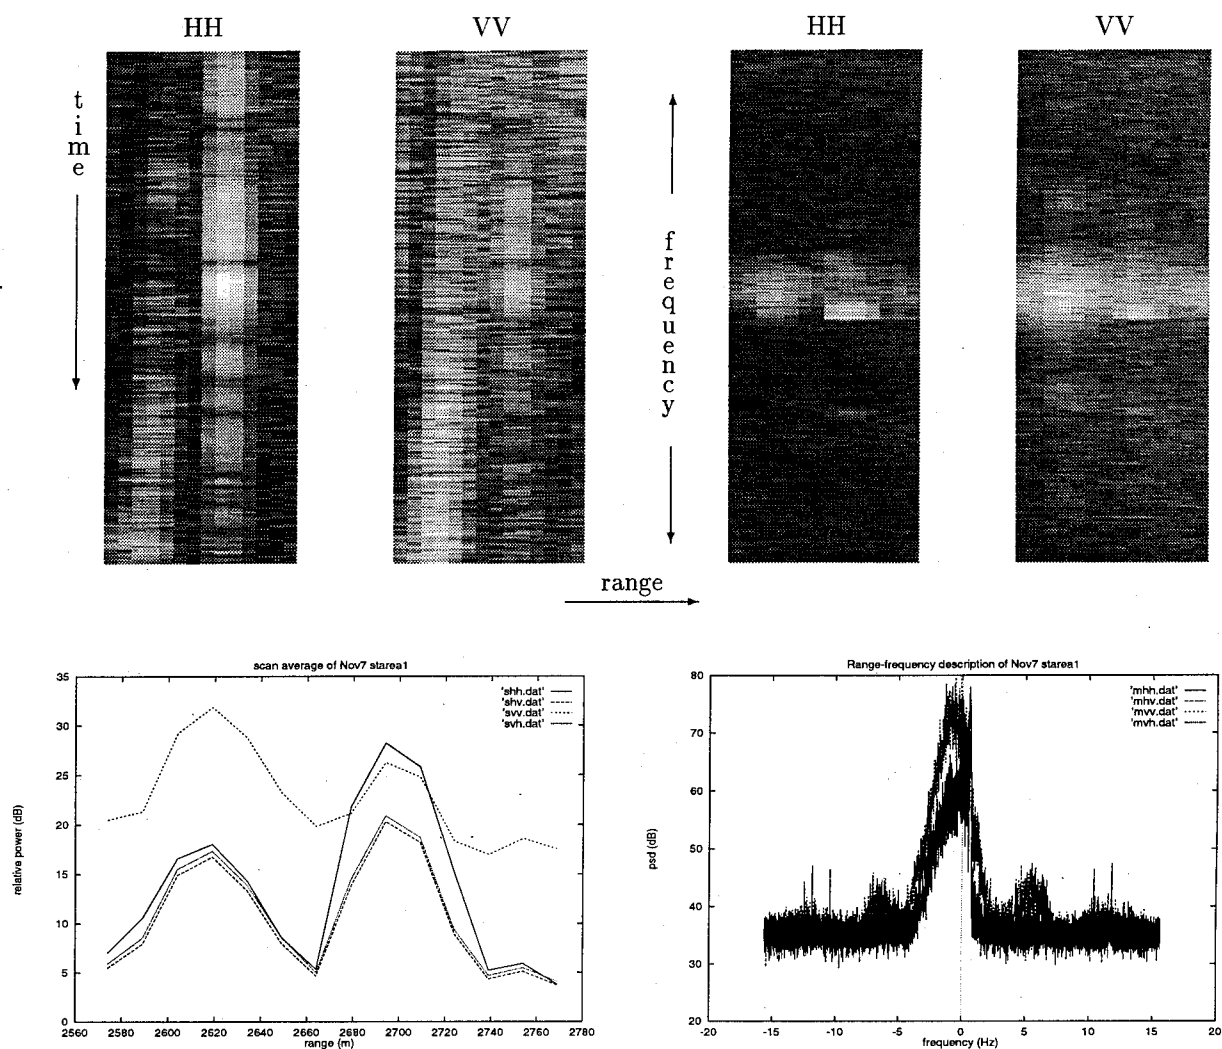 HH
VV
HH
VV
time
frequency
range
scan average of Nov7 starea1
'shh.dat'
'shv.dat'
'svv.dat'
'svh.dat'
35
30
25
20
15
10
5
0
relative power (dB)
2560 2580 2600 2620 2640 2660 2680 2700 2720 2740 2760 2780
range (m)
Range-frequency description of Nov7 starea1
'mhh.dat'
'mhv.dat'
'mvv.dat'
'mvh.dat'
80
70
60
50
40
30
20
psd (dB)
-20 -15 -10 -5 0 5 10 15 20
frequency (Hz)